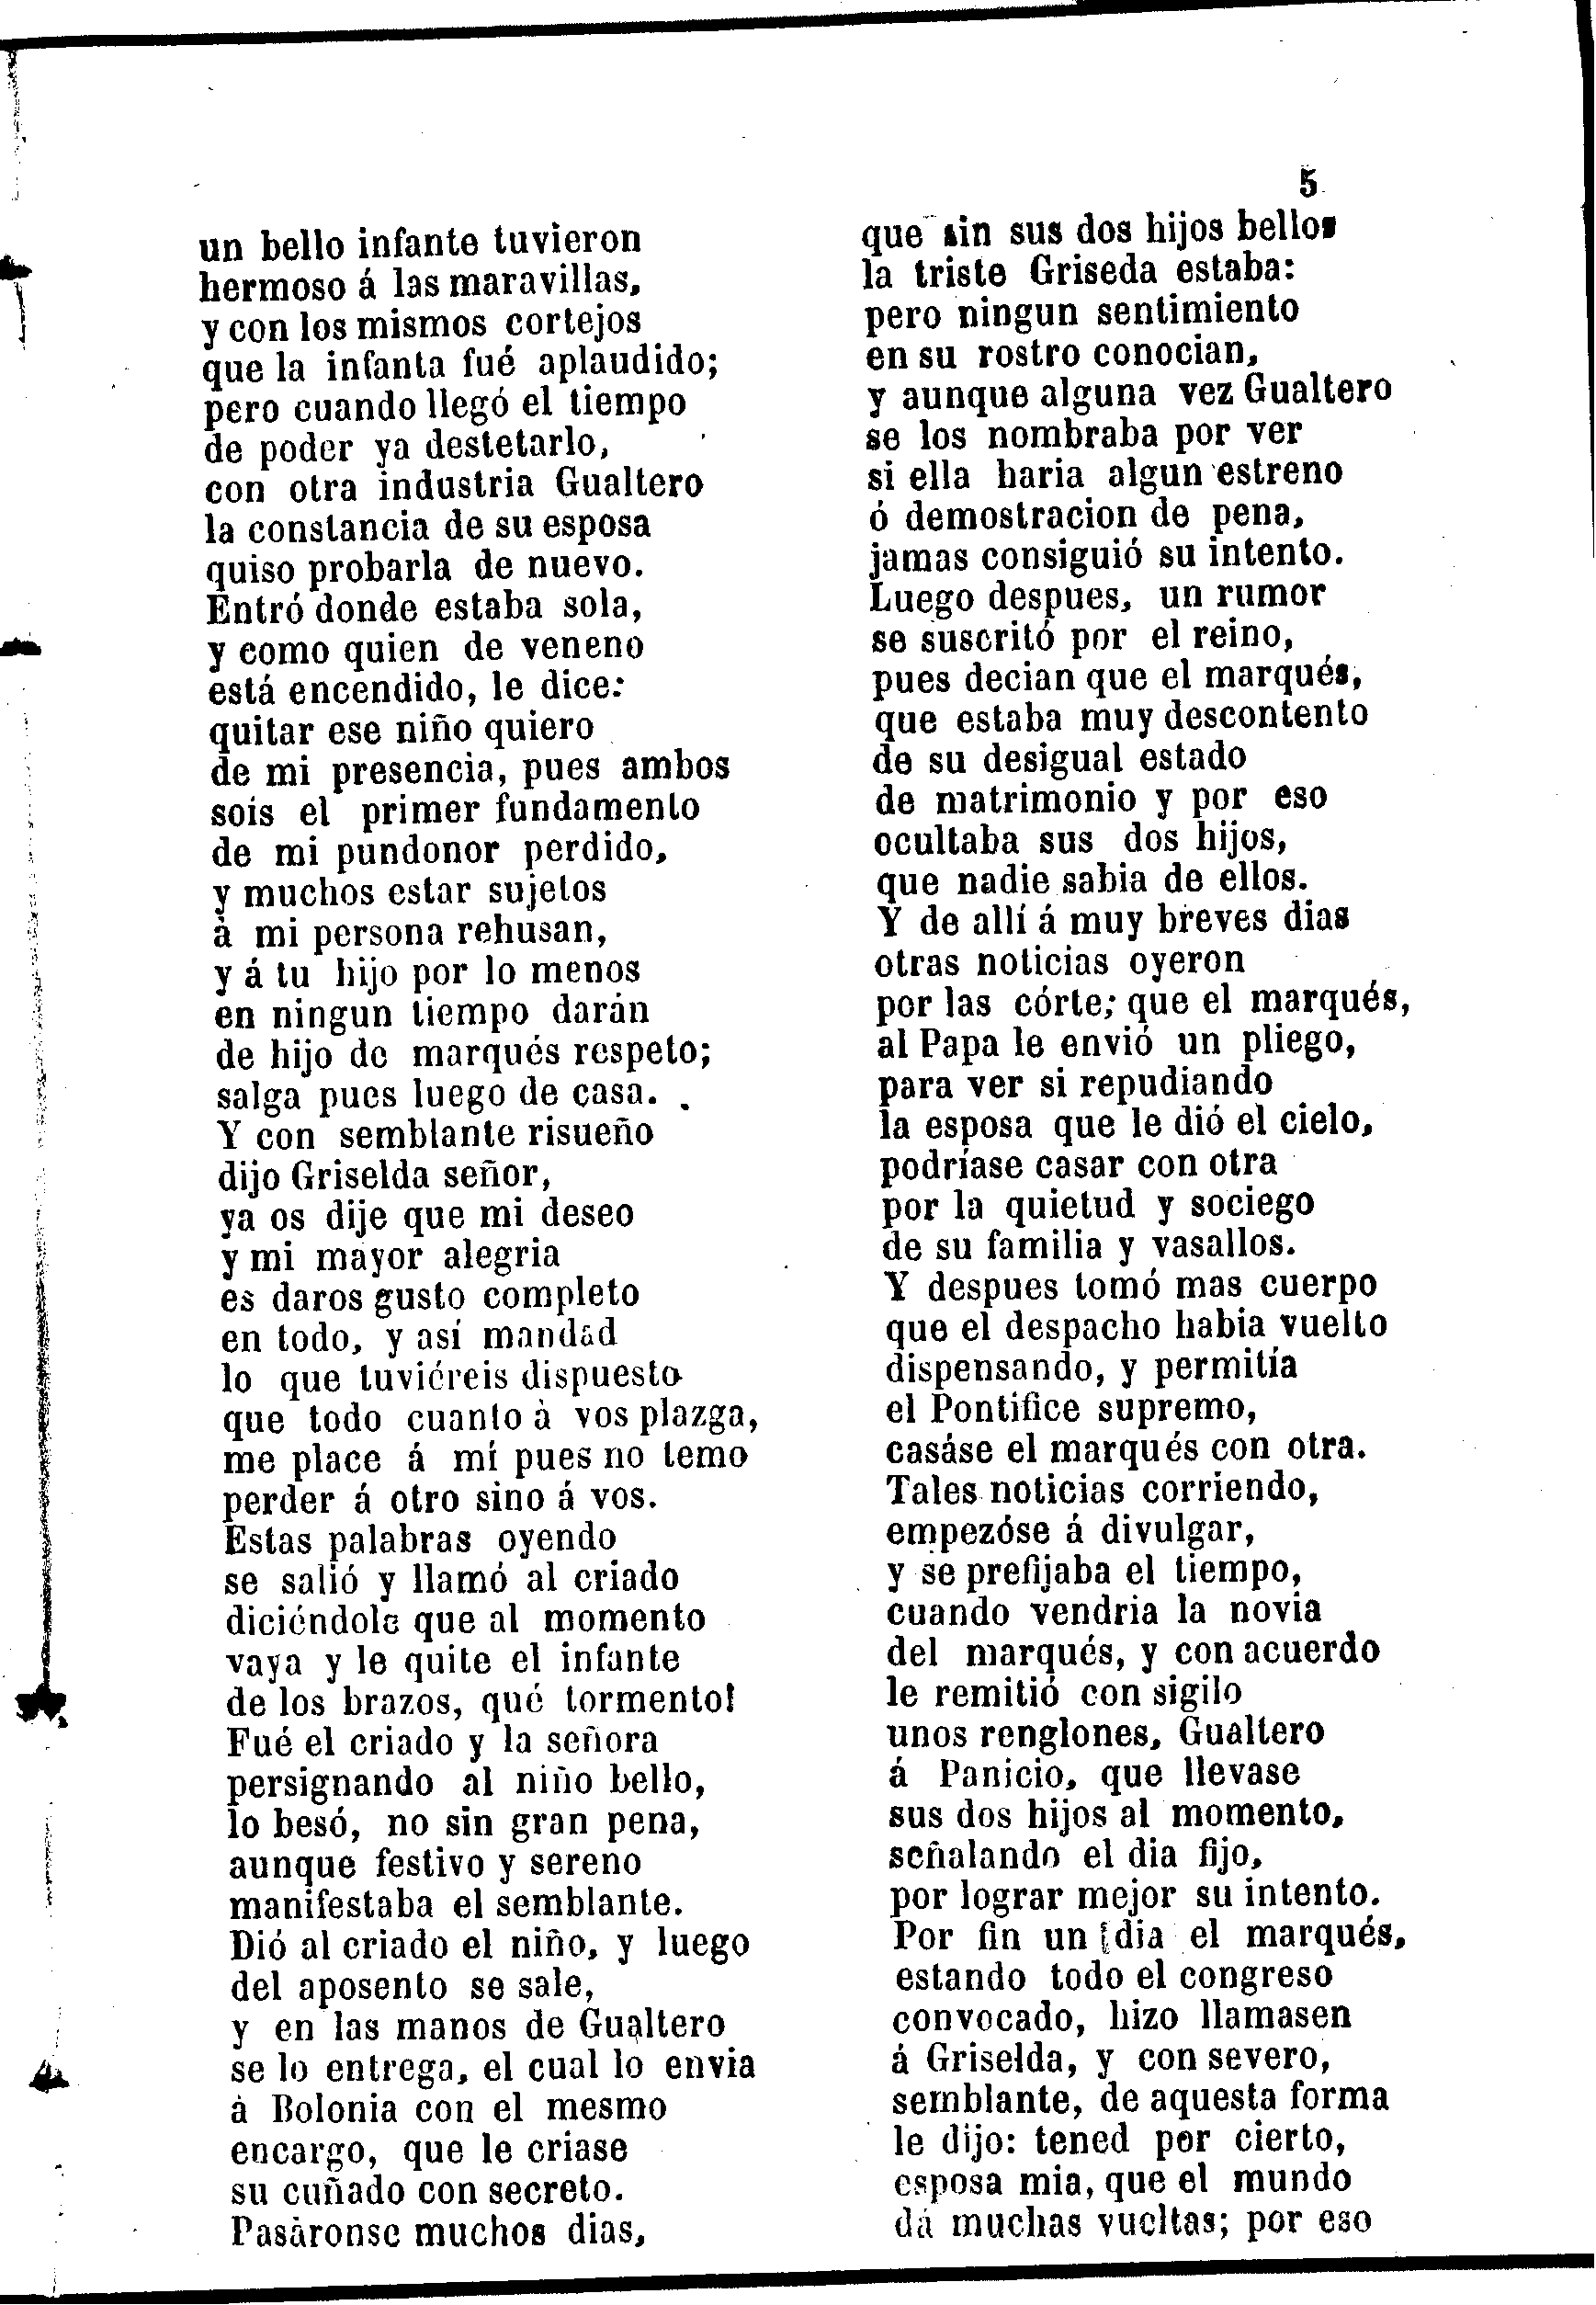 5
un bello infante tuvieron
hermoso á las maravillas,
y con los mismos cortejos
que la infanta fué aplaudido;
pero cuando llegó el tiempo
de poder ya destetarlo,
con otra industria Gualtero
la constancia de su esposa
quiso probarla de nuevo.
Entró donde estaba sola,
y como quien de veneno
está encendido, le dice:
quitar ese niño quiero
de mi presencia, pues ambos
sois el primer fundamento
de mi pundonor perdido,
y muchos estar sujetos
à mi persona rehusan,
y á tu hijo por lo menos
en ningun tiempo darán
de hijo de marqués respeto;
salga pues luego de casa.
Y con semblante risueño
dijo Griselda señor,
ya os dije que mi deseo
y mi mayor alegria
es daros gusto completo
en todo, y así mandad
lo que tuviéreis dispuesto
que todo cuanto à vos plazga,
me place á mí pues no temo
perder á otro sino á vos.
Estas palabras oyendo
se salió y llamó al criado
diciéndole que al momento
vaya y le quite el infante
de los brazos, qué tormento!
Fué el criado y la señora
persignando al niño bello,
lo besó, no sin gran pena,
aunque festivo y sereno
manifestaba el semblante.
Dió al criado el niño, y luego
del aposento se sale,
y en las manos de Gualtero
se lo entrega, el cual lo envia
à Bolonia con el mesmo
encargo, que le criase
su cuñado con secreto.
Pasàronse muchos dias,
que sin sus dos hijos bellos
la triste Griseda estaba:
pero ningun sentimiento
en su rostro conocian,
y aunque alguna vez Gualtero
se los nombraba por ver
si ella haria algun estreno
ó demostracion de pena,
jamas consiguió su intento.
Luego despues, un rumor
se suscritó por el reino,
pues decian que el marqués,
que estaba muy descontento
de su desigual estado
de matrimonio y por eso
ocultaba sus dos hijos,
que nadie sabia de ellos.
Y de allí á muy breves dias
otras noticias oyeron
por las córte; que el marqués,
al Papa le envió un pliego,
para ver si repudiando
la esposa que le dió el cielo,
podríase casar con otra
por la quietud y sociego
de su familia y vasallos.
Y despues tomó mas cuerpo
que el despacho habia vuelto
dispensando, y permitía
el Pontifice supremo,
casáse el marqués con otra.
Tales noticias corriendo,
empezóse á divulgar,
y se prefijaba el tiempo,
cuando vendria la novia
del marqués, y con acuerdo
le remitió con sigilo
unos renglones, Gualtero
á Panicio, que llevase
sus dos hijos al momento,
señalando el dia fijo,
por lograr mejor su intento.
Por fin un dia el marqués,
estando todo el congreso
convocado, hizo llamasen
á Griselda, y con severo,
semblante, de aquesta forma
le dijo: tened por cierto,
esposa mia, que el mundo
dá muchas vueltas; por eso